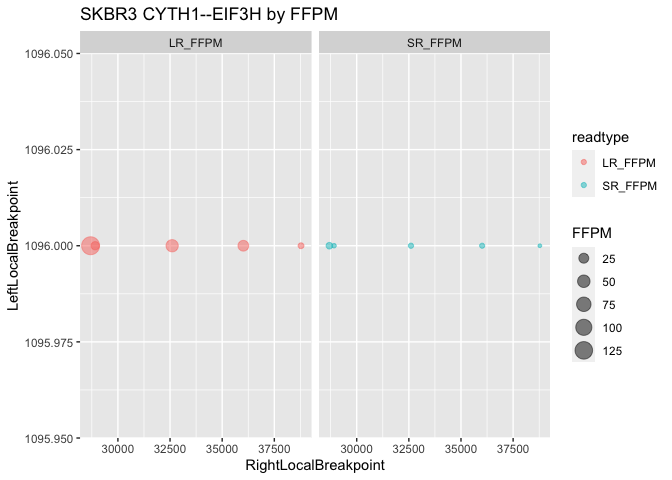 SKBR3 CYTH1--EIF3H by FFPM
LR_FFPM
SR_FFPM
1096.050
1096.025
1096.000
1095.975
1095.950
LeftLocalBreakpoint
30000
32500
35000
37500
30000
32500
35000
37500
RightLocalBreakpoint
readtype
LR_FFPM
SR_FFPM
FFPM
25
50
75
100
125